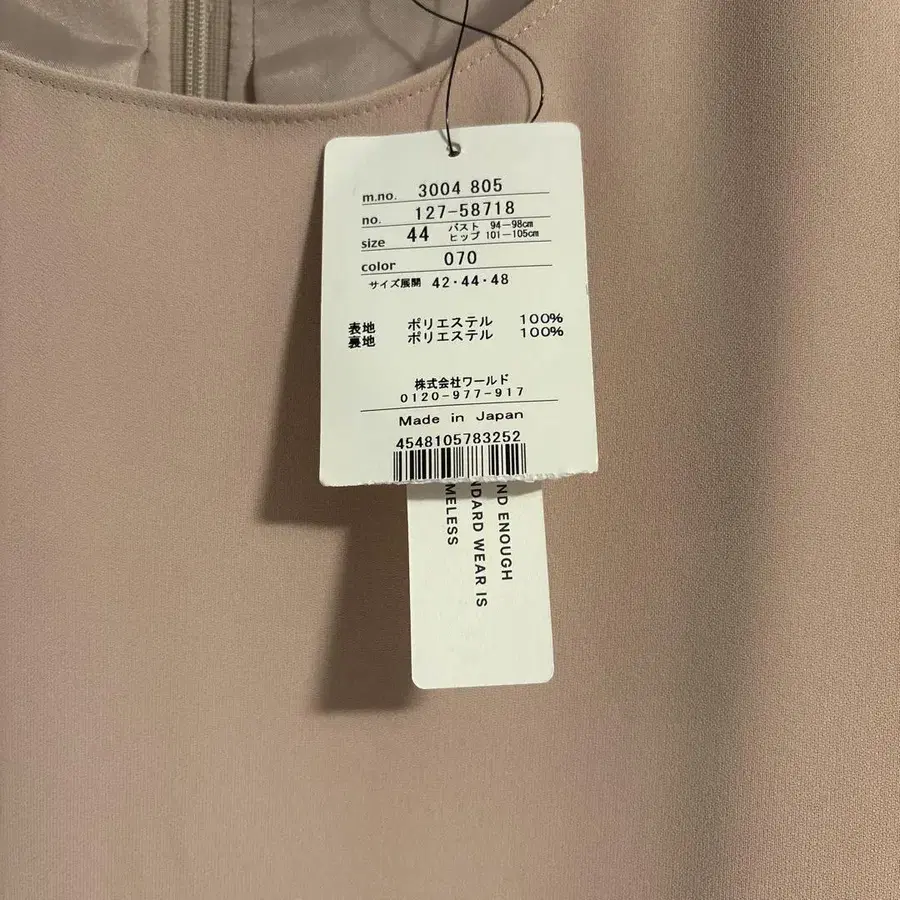 m.no. 3004 805
no. 127-58718
size 44 バスト 94-98cm
ヒップ 101-105cm
color 070
サイズ展開 42・44・48
表地 ポリエステル 100%
裏地 ポリエステル 100%
株式会社ワールド
0120-977-917
Made in Japan
4548105783252
ENOUGH
WEAR IS